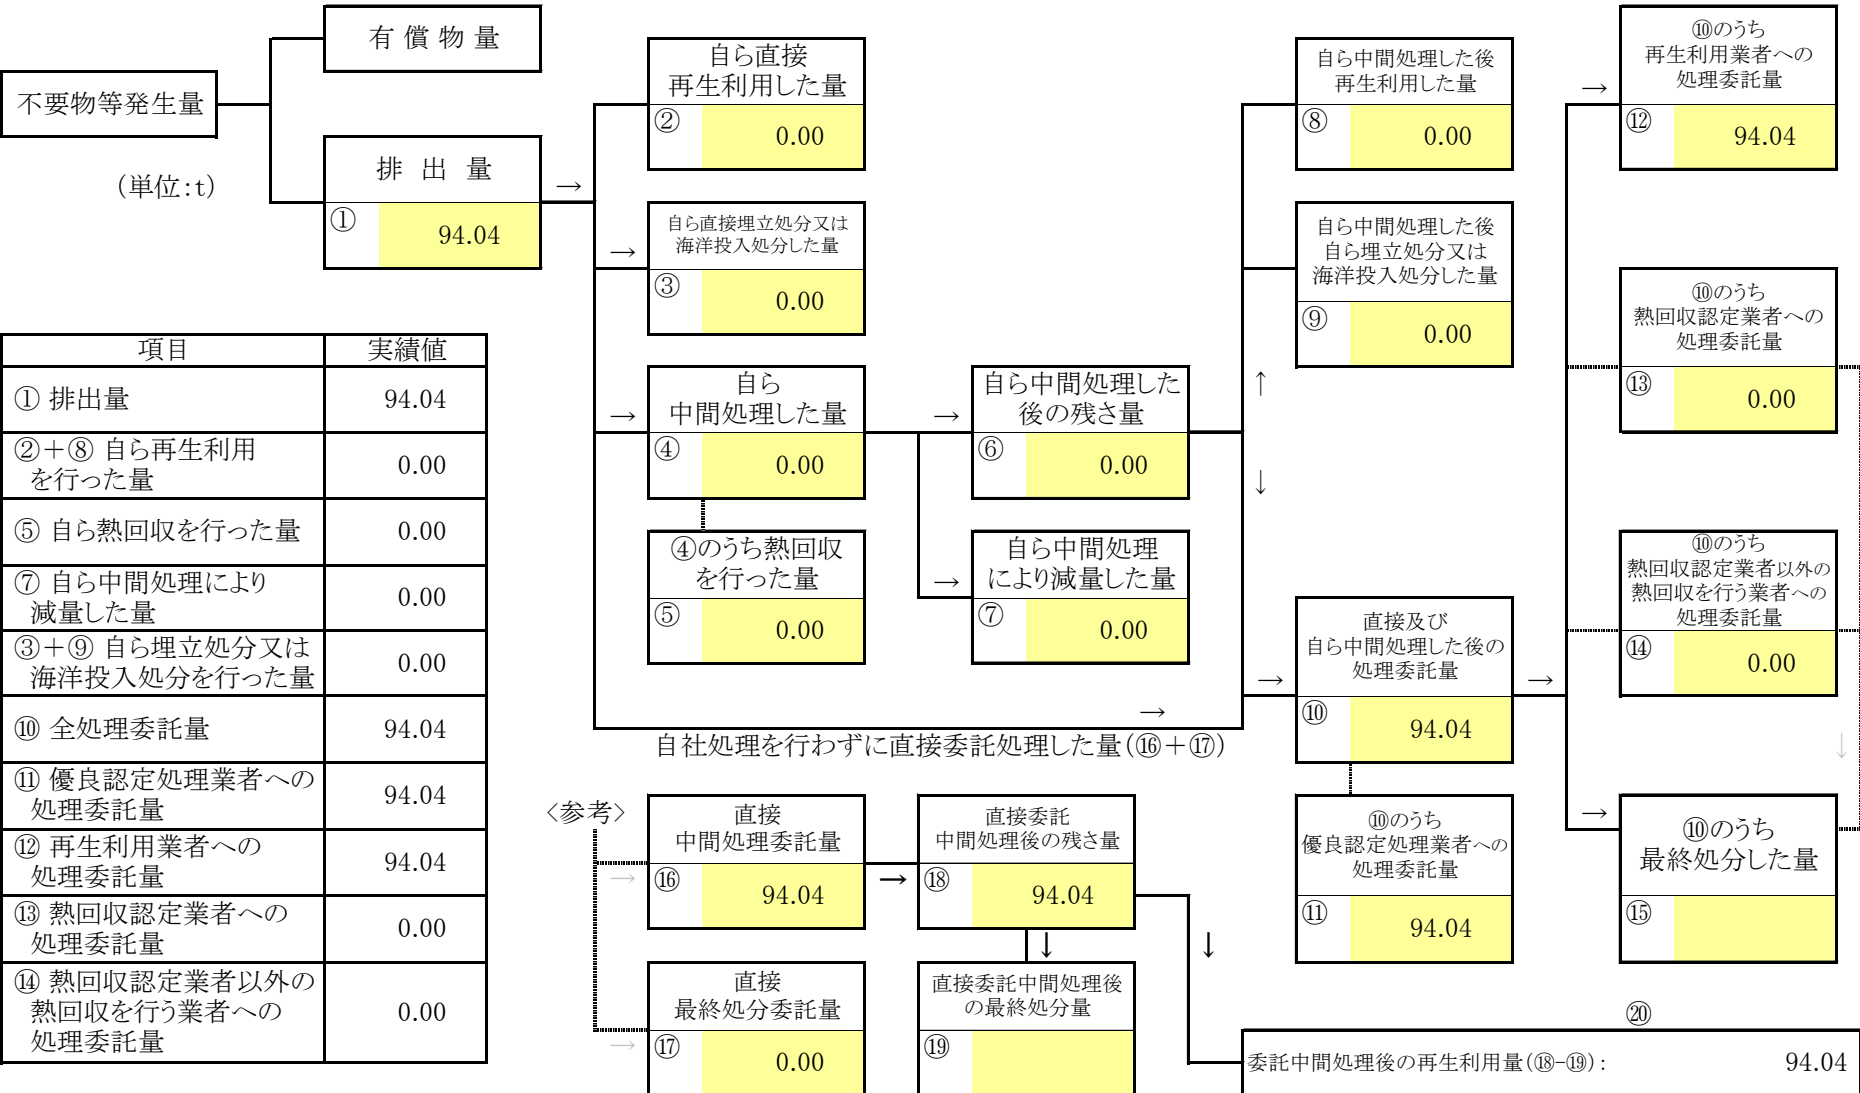 有 償 物 量
不要物等発生量
(単位:t)
排 出 量
①
94.04
→
自ら直接
再生利用した量
②
0.00
→
自ら直接埋立処分又は
海洋投入処分した量
③
0.00
→
自ら
中間処理した量
④
0.00
④のうち熱回収
を行った量
⑤
0.00
→
自ら中間処理した
後の残さ量
⑥
0.00
→
自ら中間処理
により減量した量
⑦
0.00
↑
↓
自ら中間処理した後
再生利用した量
⑧
0.00
自ら中間処理した後
自ら埋立処分又は
海洋投入処分した量
⑨
0.00
→
自社処理を行わずに直接委託処理した量(⑯+⑰)
→
直接及び
自ら中間処理した後の
処理委託量
⑩
94.04
⑩のうち
優良認定処理業者への
処理委託量
⑪
94.04
→
→
⑩のうち
再生利用業者への
処理委託量
⑫
94.04
⑩のうち
熱回収認定業者への
処理委託量
⑬
0.00
⑩のうち
熱回収認定業者以外の
熱回収を行う業者への
処理委託量
⑭
0.00
↓
→
⑩のうち
最終処分した量
⑮
項目 実績値
① 排出量 94.04
②+⑧ 自ら再生利用
を行った量 0.00
⑤ 自ら熱回収を行った量 0.00
⑦ 自ら中間処理により
減量した量 0.00
③+⑨ 自ら埋立処分又は
海洋投入処分を行った量 0.00
⑩ 全処理委託量 94.04
⑪ 優良認定処理業者への
処理委託量 94.04
⑫ 再生利用業者への
処理委託量 94.04
⑬ 熱回収認定業者への
処理委託量 0.00
⑭ 熱回収認定業者以外の
熱回収を行う業者への
処理委託量 0.00
〈参考〉
→
直接
中間処理委託量
⑯
94.04
→
直接委託
中間処理後の残さ量
⑱
94.04
↓
↓
→
直接
最終処分委託量
⑰
0.00
直接委託中間処理後
の最終処分量
⑲
⑳
委託中間処理後の再生利用量(⑱-⑲): 94.04